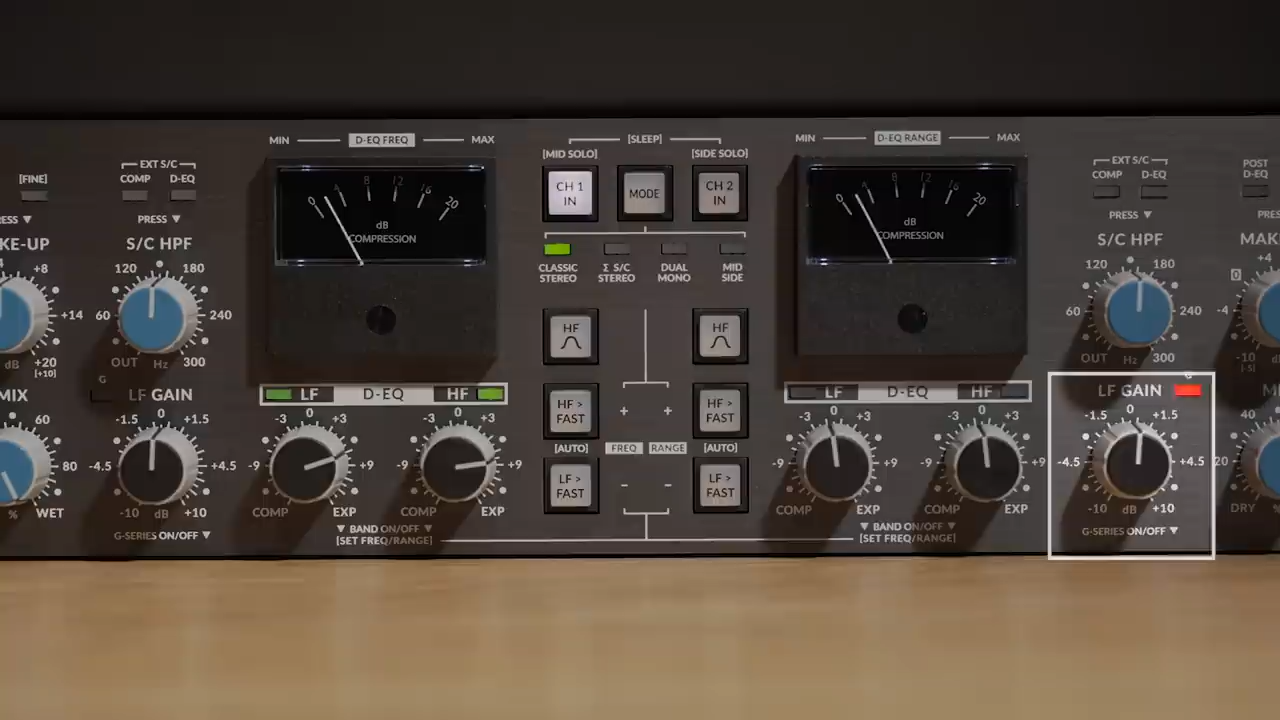 [FINE]
EXT S/C
COMP D-EQ
PRESS ▼
S/C HPF
120 180
60 240
OUT Hz 300
KE-UP
+8
+14
dB +20
[+10]
MIX
60
80
% WET
G
LF GAIN
-1.5 0 +1.5
-4.5 +4.5
-10 dB +10
G-SERIES ON/OFF ▼
MIN D-EQ FREQ MAX
0 4 8 12 16 20
dB
COMPRESSION
LF D-EQ HF
-3 0 +3 -3 0 +3
-9 +9 -9 +9
COMP EXP COMP EXP
▼ BAND ON/OFF ▼
[SET FREQ/RANGE]
[SLEEP]
[MID SOLO] [SIDE SOLO]
CH 1
IN
MODE
CH 2
IN
CLASSIC
STEREO
Σ S/C
STEREO
DUAL
MONO
MID
SIDE
HF HF
HF >
FAST
+ +
HF >
FAST
[AUTO] FREQ RANGE [AUTO]
LF >
FAST
- -
LF >
FAST
MIN D-EQ RANGE MAX
0 4 8 12 16 20
dB
COMPRESSION
LF D-EQ HF
-3 0 +3 -3 0 +3
-9 +9 -9 +9
COMP EXP COMP EXP
▼ BAND ON/OFF ▼
[SET FREQ/RANGE]
EXT S/C
COMP D-EQ
PRESS ▼
S/C HPF
120 180
60 240
OUT Hz 300
LF GAIN
-1.5 0 +1.5
-4.5 +4.5
-10 dB +10
G-SERIES ON/OFF ▼
POST
D-EQ
+4
0
-4
-10
[-5]
40
20
DRY